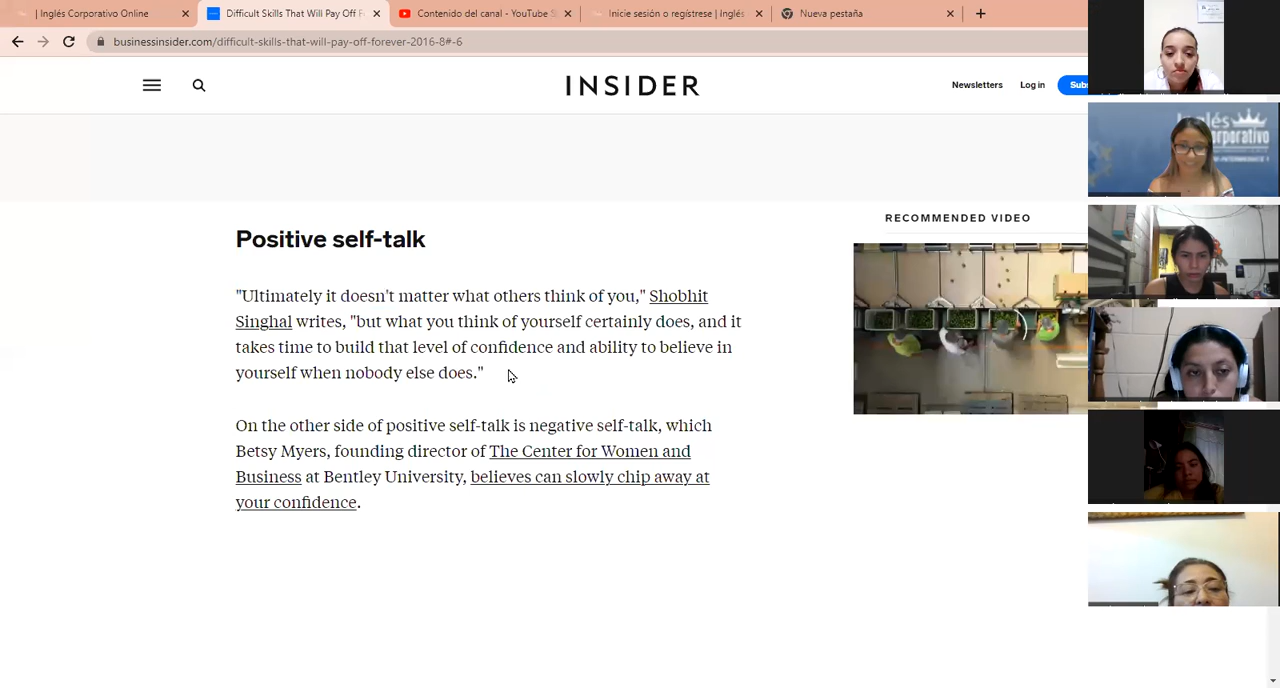 | Inglés Corporativo Online
Difficult Skills That Will Pay Off F
Contenido del canal - YouTube S
Inicie sesión o regístrese | Inglés
Nueva pestaña
businessinsider.com/difficult-skills-that-will-pay-off-forever-2016-8#-6
INSIDER
Newsletters
Log in
Subs
Inglés
orporativo
Positive self-talk
RECOMMENDED VIDEO
"Ultimately it doesn't matter what others think of you," Shobhit
Singhal writes, "but what you think of yourself certainly does, and it
takes time to build that level of confidence and ability to believe in
yourself when nobody else does."
On the other side of positive self-talk is negative self-talk, which
Betsy Myers, founding director of The Center for Women and
Business at Bentley University, believes can slowly chip away at
your confidence.